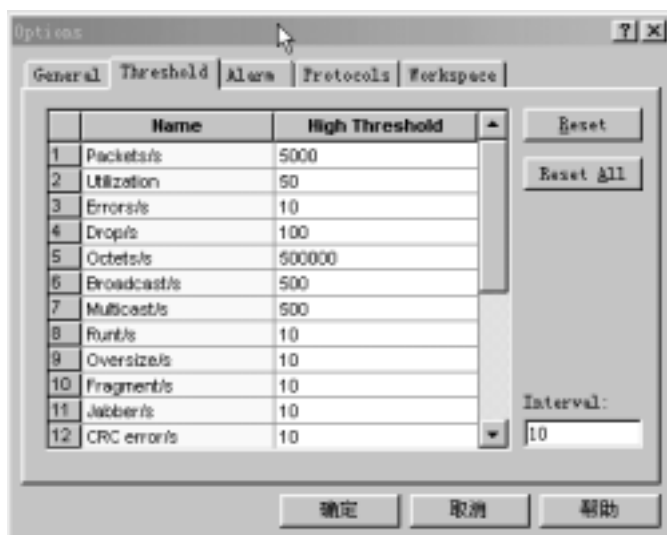 Options
General Threshold Alarm Protocols Workspace
Name High Threshold
1 Packets/s 5000
2 Utilization 50
3 Errors/s 10
4 Drop/s 100
5 Octets/s 500000
6 Broadcast/s 500
7 Multicast/s 500
8 Runt/s 10
9 Oversize/s 10
10 Fragment/s 10
11 Jabber/s 10
12 CRC error/s 10
Reset
Reset All
Interval:
10
确定 取消 帮助